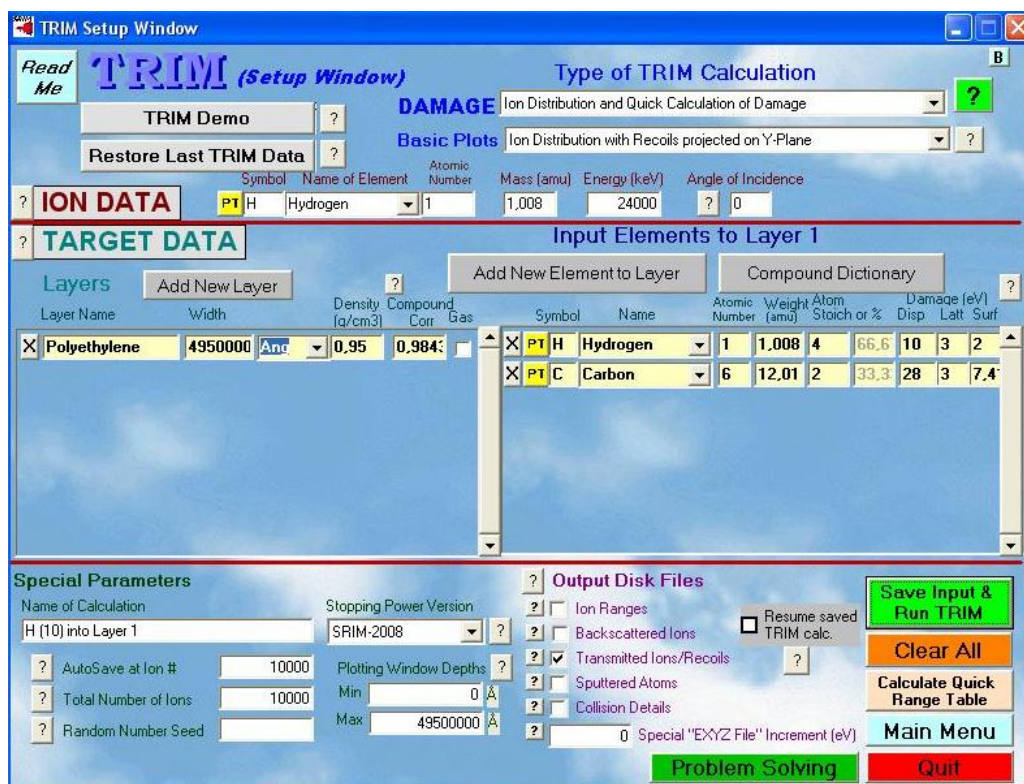 TRIM Setup Window
Read Me
TRIM (Setup Window)
Type of TRIM Calculation
B
TRIM Demo ?
DAMAGE Ion Distribution and Quick Calculation of Damage ?
Restore Last TRIM Data ?
Basic Plots Ion Distribution with Recoils projected on Y-Plane ?
Symbol Name of Element Atomic Number Mass (amu) Energy (keV) Angle of Incidence
? ION DATA PT H Hydrogen 1 1,008 24000 ? 0
? TARGET DATA
Input Elements to Layer 1
Layers Add New Layer ?
Add New Element to Layer Compound Dictionary ?
Layer Name Width Density (g/cm3) Compound Corr Gas
Symbol Name Atomic Number Weight (amu) Atom Stoich or % Damage (eV) Disp Latt Surf
X Polyethylene 4950000 Ang 0,95 0,984
X PT H Hydrogen 1 1,008 4 66,6 10 3 2
X PT C Carbon 6 12,01 2 33,3 28 3 7,4
Special Parameters
Name of Calculation
H (10) into Layer 1
Stopping Power Version
SRIM-2008 ?
? AutoSave at Ion # 10000
? Total Number of Ions 10000
? Random Number Seed
Plotting Window Depths ?
Min 0 Å
Max 49500000 Å
? Output Disk Files
? Ion Ranges
? Backscattered Ions
? Transmitted Ions/Recoils
? Sputtered Atoms
? Collision Details
? 0 Special "EXYZ File" Increment (eV)
Resume saved TRIM calc.
?
Save Input & Run TRIM
Clear All
Calculate Quick Range Table
Main Menu
Problem Solving
Quit